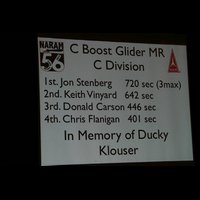 NARAM
56
C Boost Glider MR
C Division
1st. Jon Stenberg 720 sec (3max)
2nd. Keith Vinyard 642 sec
3rd. Donald Carson 446 sec
4th. Chris Flanigan 401 sec
In Memory of Ducky
Klouser